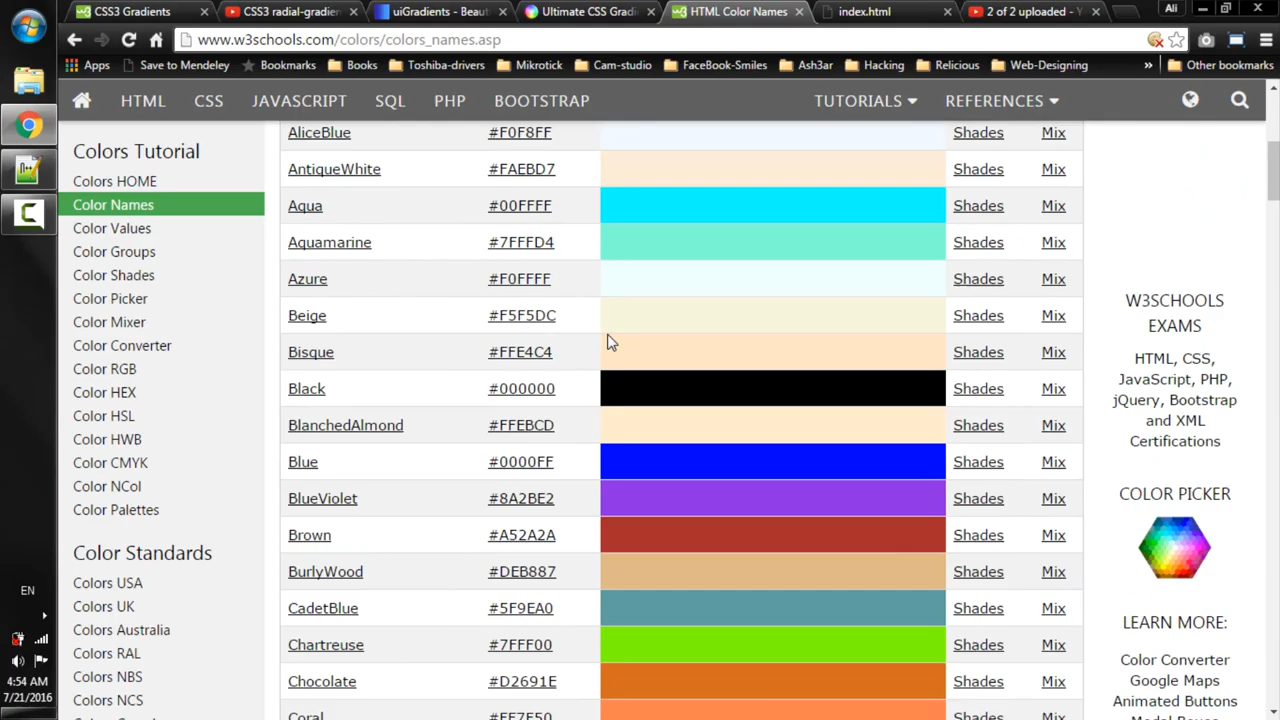 CSS3 Gradients
CSS3 radial-gradien
uiGradients - Beaut
Ultimate CSS Gradi
HTML Color Names
index.html
2 of 2 uploaded - Y
Ali
www.w3schools.com/colors/colors_names.asp
Apps
Save to Mendeley
Bookmarks
Books
Toshiba-drivers
Mikrotick
Cam-studio
FaceBook-Smiles
Ash3ar
Hacking
Relicious
Web-Designing
»
Other bookmarks
HTML
CSS
JAVASCRIPT
SQL
PHP
BOOTSTRAP
TUTORIALS
REFERENCES
Colors Tutorial
Colors HOME
Color Names
Color Values
Color Groups
Color Shades
Color Picker
Color Mixer
Color Converter
Color RGB
Color HEX
Color HSL
Color HWB
Color CMYK
Color NCol
Color Palettes
Color Standards
Colors USA
Colors UK
Colors Australia
Colors RAL
Colors NBS
Colors NCS
AliceBlue #F0F8FF Shades Mix
AntiqueWhite #FAEBD7 Shades Mix
Aqua #00FFFF Shades Mix
Aquamarine #7FFFD4 Shades Mix
Azure #F0FFFF Shades Mix
Beige #F5F5DC Shades Mix
Bisque #FFE4C4 Shades Mix
Black #000000 Shades Mix
BlanchedAlmond #FFEBCD Shades Mix
Blue #0000FF Shades Mix
BlueViolet #8A2BE2 Shades Mix
Brown #A52A2A Shades Mix
BurlyWood #DEB887 Shades Mix
CadetBlue #5F9EA0 Shades Mix
Chartreuse #7FFF00 Shades Mix
Chocolate #D2691E Shades Mix
Coral #FF7F50 Shades Mix
W3SCHOOLS
EXAMS
HTML, CSS,
JavaScript, PHP,
jQuery, Bootstrap
and XML
Certifications
COLOR PICKER
LEARN MORE:
Color Converter
Google Maps
Animated Buttons
Modal Boxes
EN
4:54 AM
7/21/2016